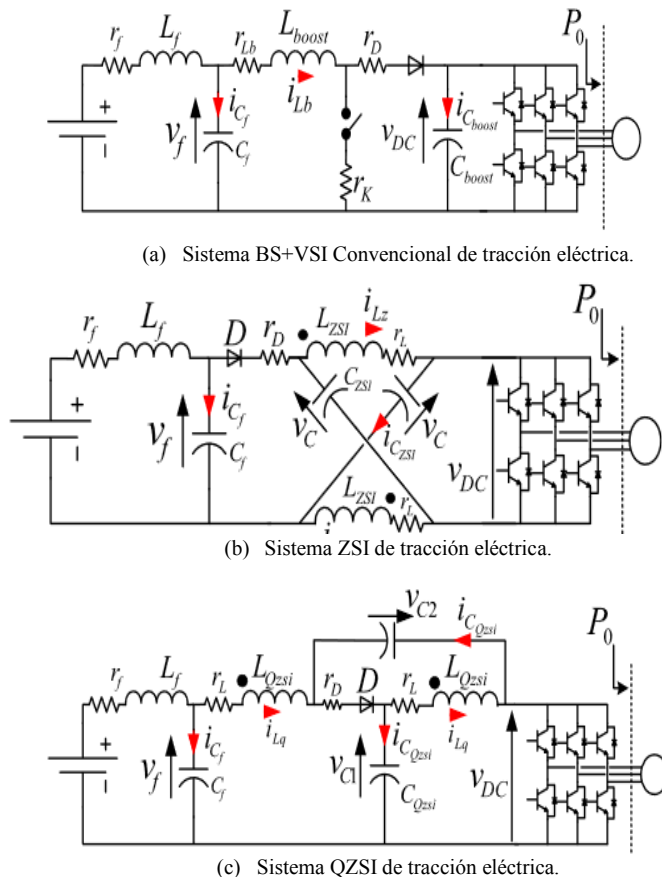 r_f L_f r_Lb L_boost r_D P_0
+ - v_f i_Cf C_f i_Lb r_K v_DC i_Cboost C_boost
(a) Sistema BS+VSI Convencional de tracción eléctrica.
r_f L_f D r_D L_ZSI i_Lz r_L P_0
+ - v_f i_Cf C_f v_C C_ZSI i_CZSI v_C v_DC
L_ZSI r_L
i
(b) Sistema ZSI de tracción eléctrica.
v_C2 i_CQzsi P_0
r_f L_f r_L L_Qzsi r_D D r_L L_Qzsi
+ - v_f i_Cf C_f i_Lq v_C1 i_CQzsi C_Qzsi i_Lq v_DC
(c) Sistema QZSI de tracción eléctrica.